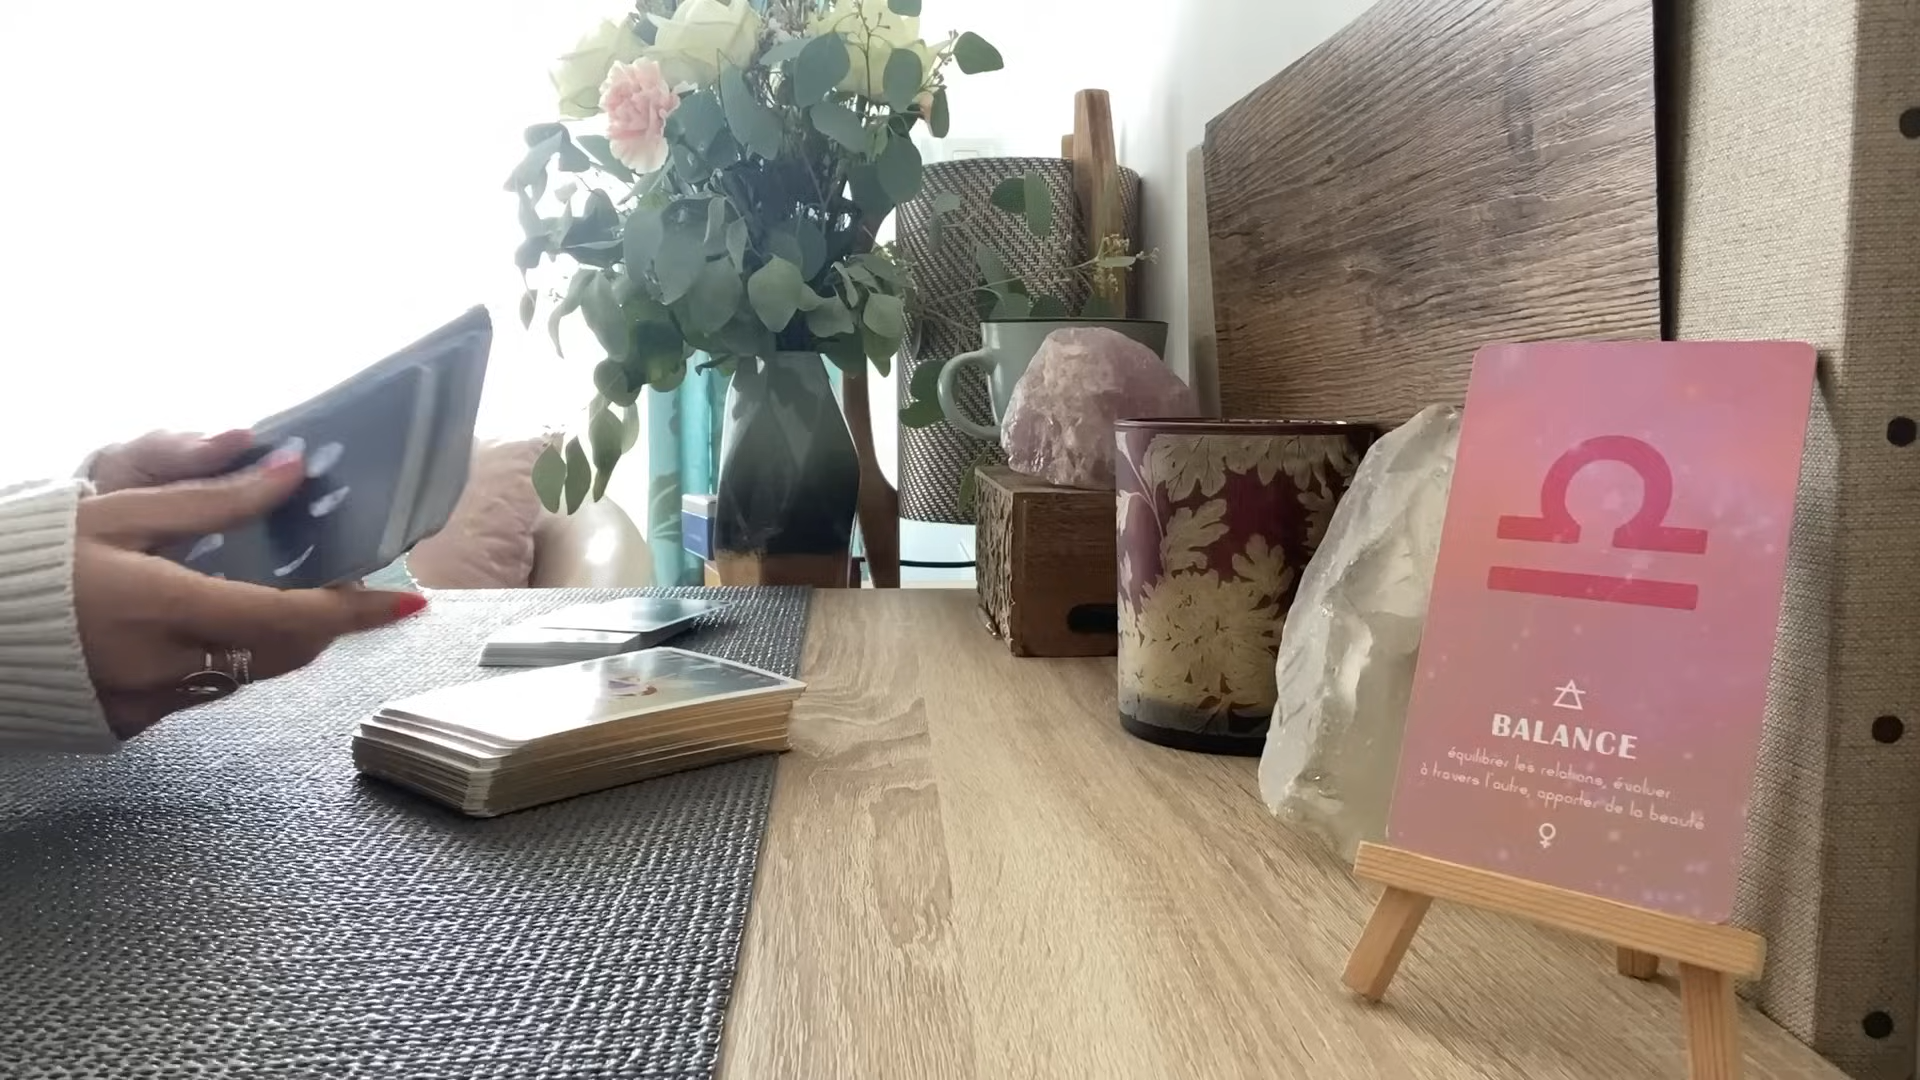 BALANCE
équilibrer les relations, évoluer
à travers l'autre, apporter de la beauté